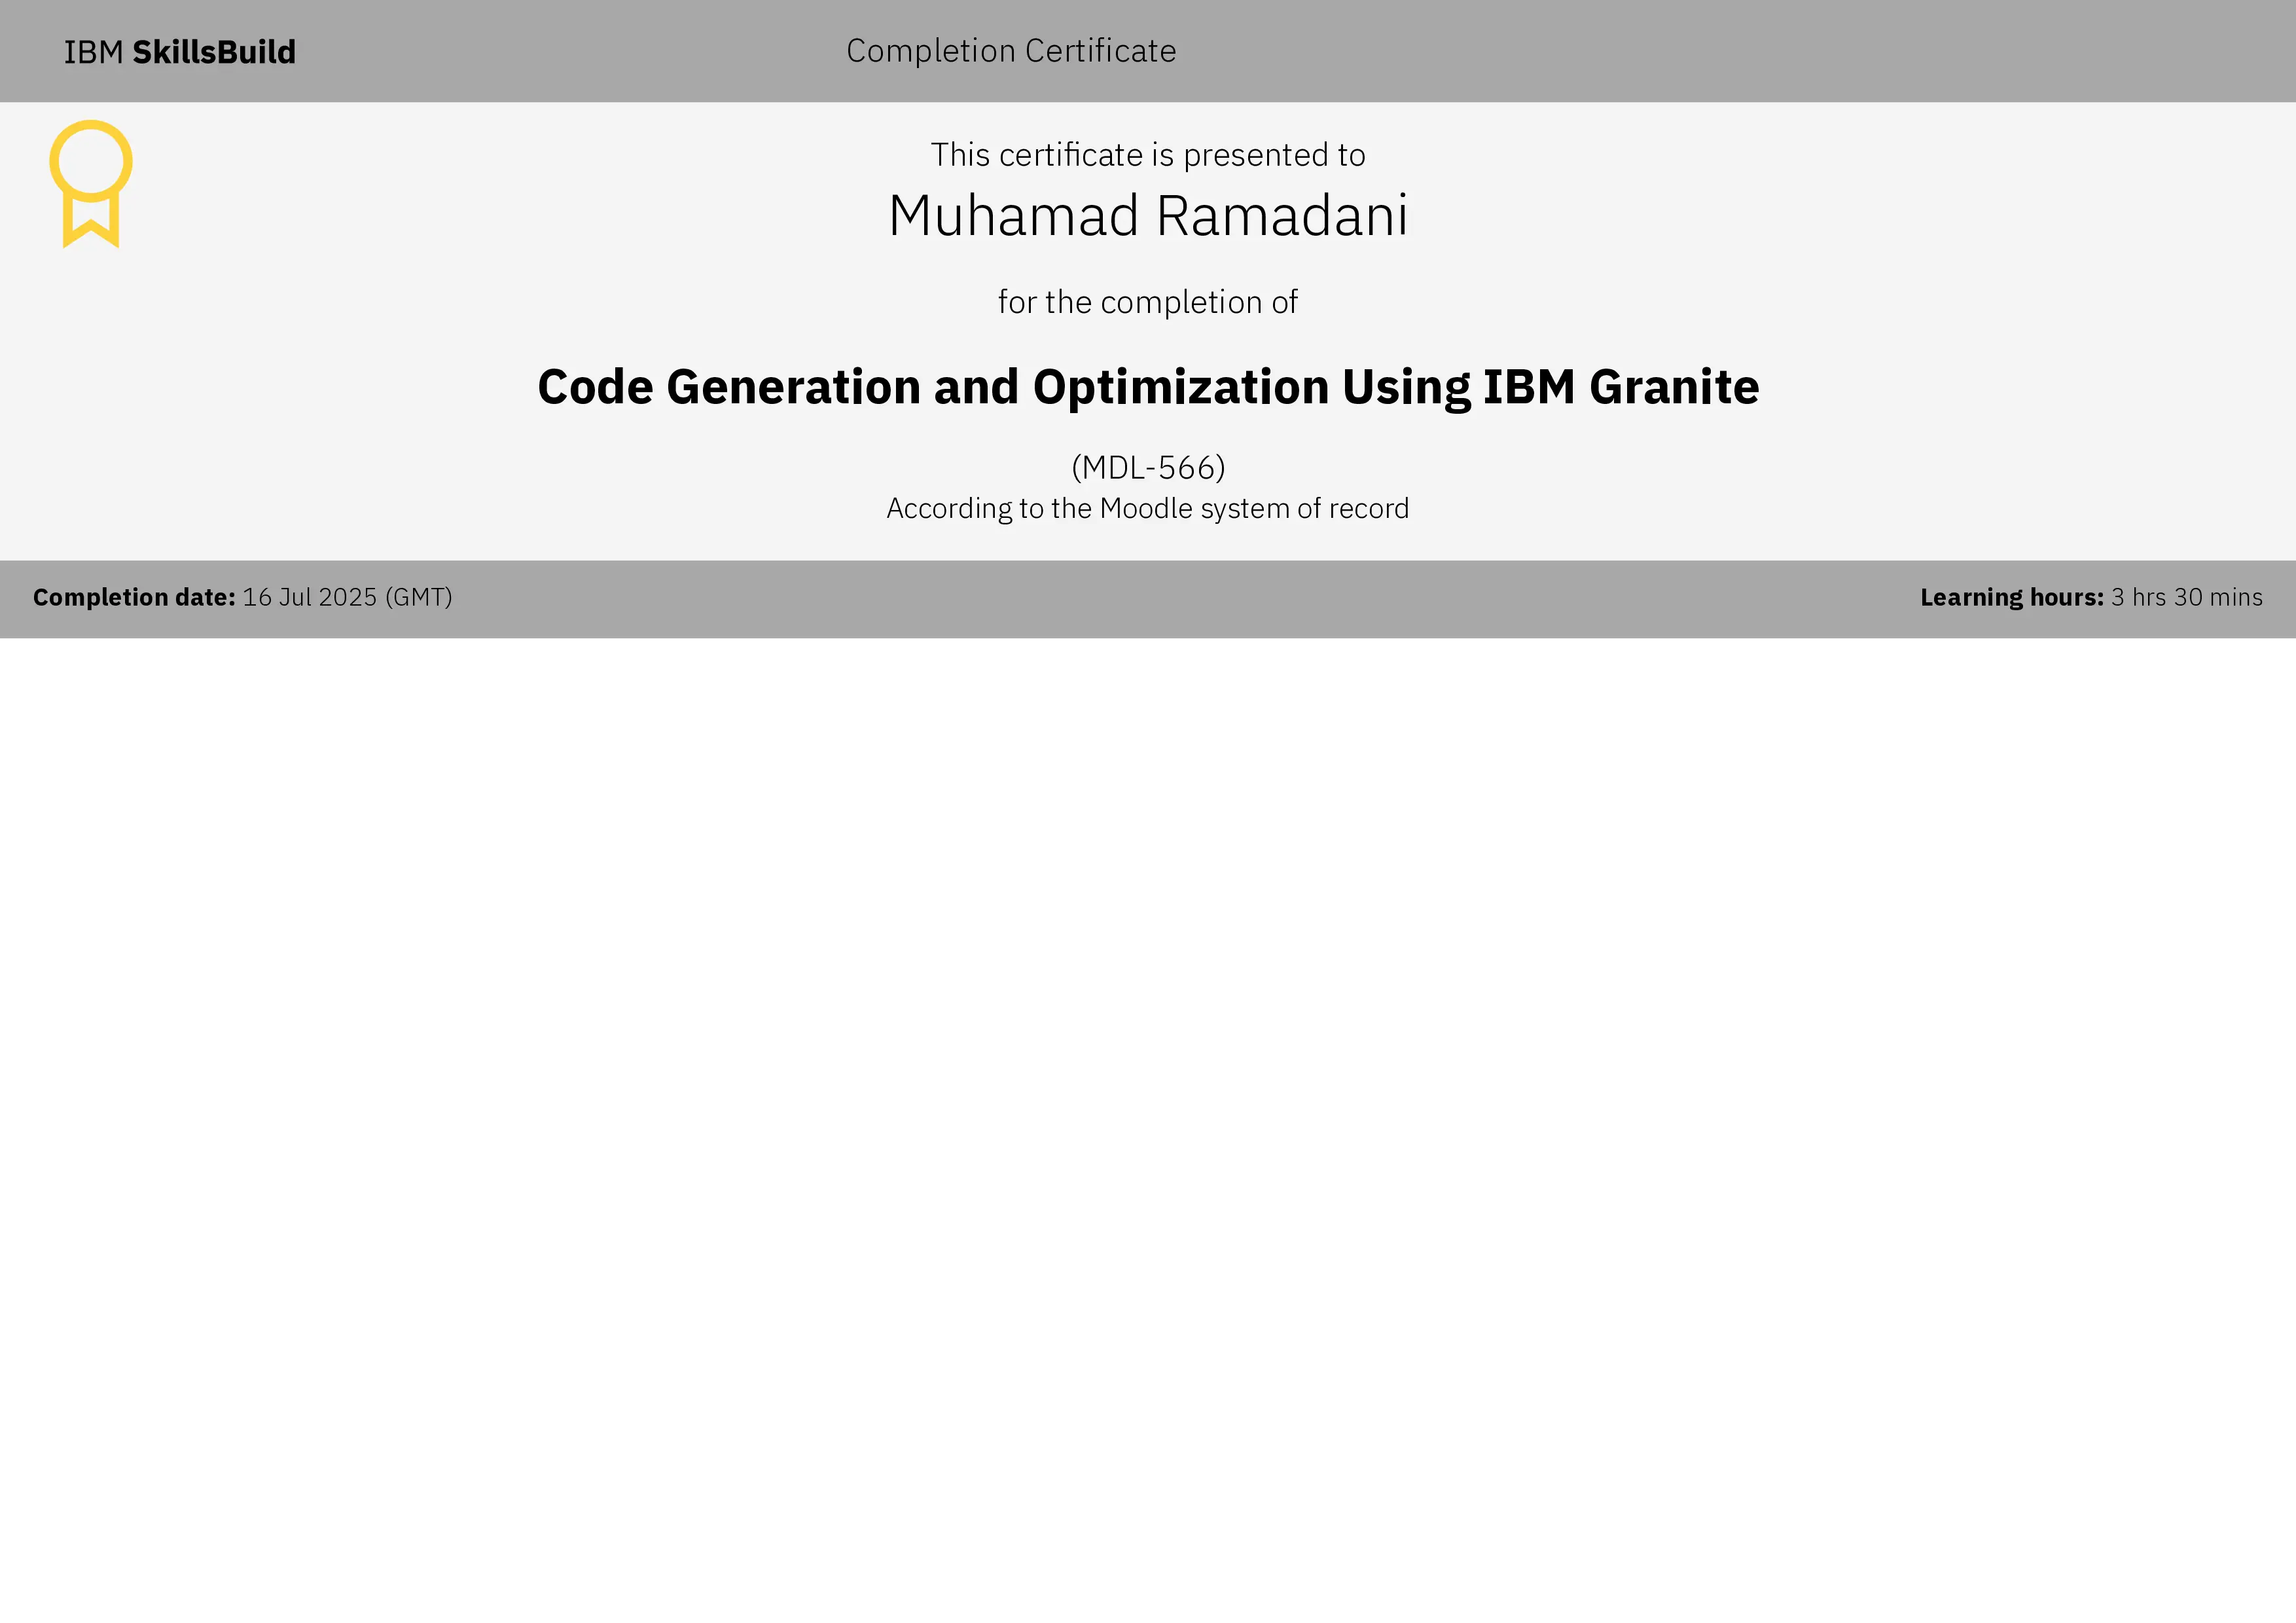 IBM SkillsBuild
Completion Certificate
This certificate is presented to
Muhamad Ramadani
for the completion of
Code Generation and Optimization Using IBM Granite
(MDL-566)
According to the Moodle system of record
Completion date: 16 Jul 2025 (GMT)
Learning hours: 3 hrs 30 mins